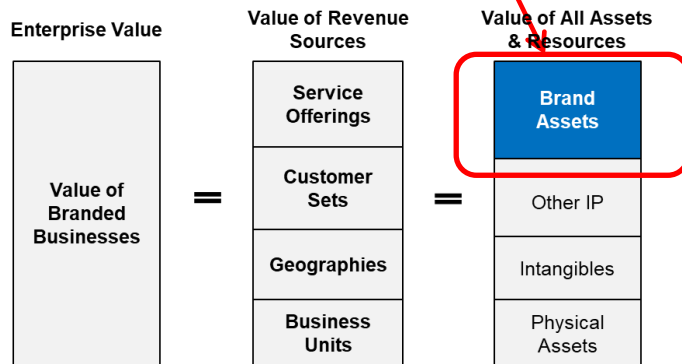 Enterprise Value
Value of Revenue
Sources
Value of All Assets
& Resources
Value of
Branded
Businesses
=
Service
Offerings
Customer
Sets
Geographies
Business
Units
=
Brand
Assets
Other IP
Intangibles
Physical
Assets